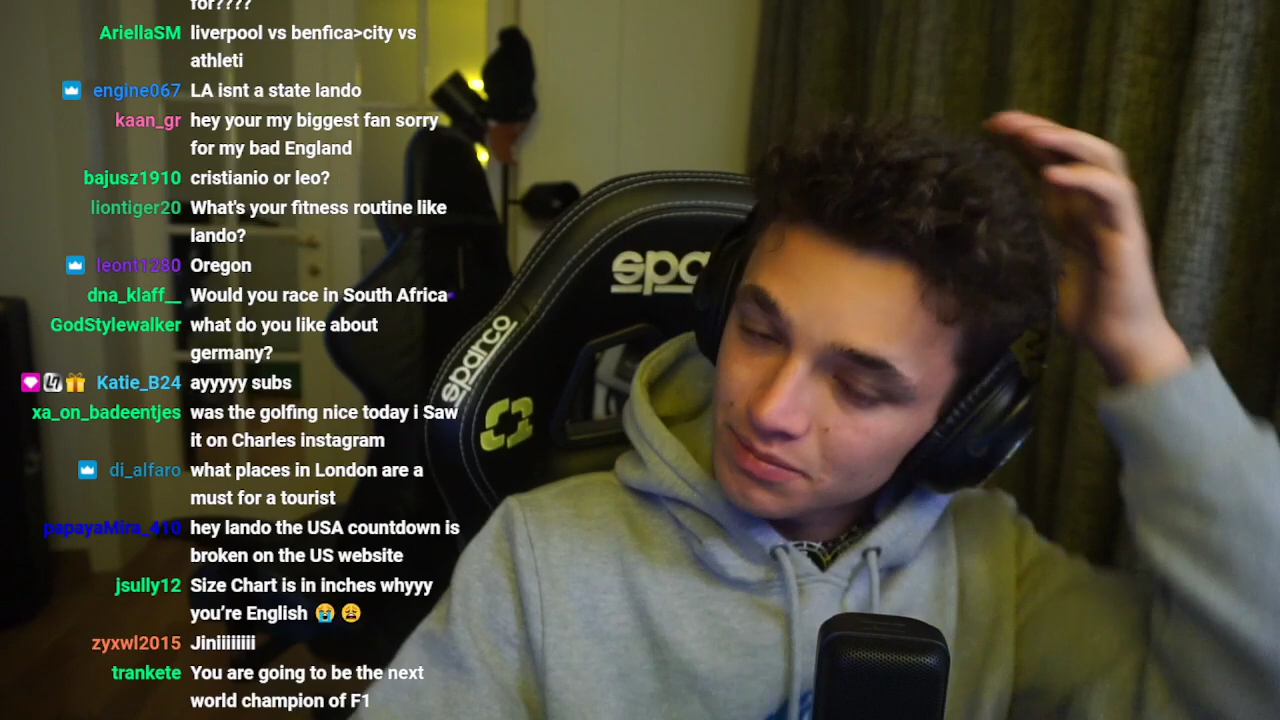 for????
AriellaSM liverpool vs benfica>city vs
athleti
engine067 LA isnt a state lando
kaan_gr hey your my biggest fan sorry
for my bad England
bajusz1910 cristianio or leo?
liontiger20 What's your fitness routine like
lando?
leont1280 Oregon
dna_klaff__ Would you race in South Africa
GodStylewalker what do you like about
germany?
Katie_B24 ayyyyy subs
xa_on_badeentjes was the golfing nice today i Saw
it on Charles instagram
di_alfaro what places in London are a
must for a tourist
papayaMira_410 hey lando the USA countdown is
broken on the US website
jsully12 Size Chart is in inches whyyy
you're English 😭 😩
zyxwl2015 Jiniiiiiiii
trankete You are going to be the next
world champion of F1
spa
sparco